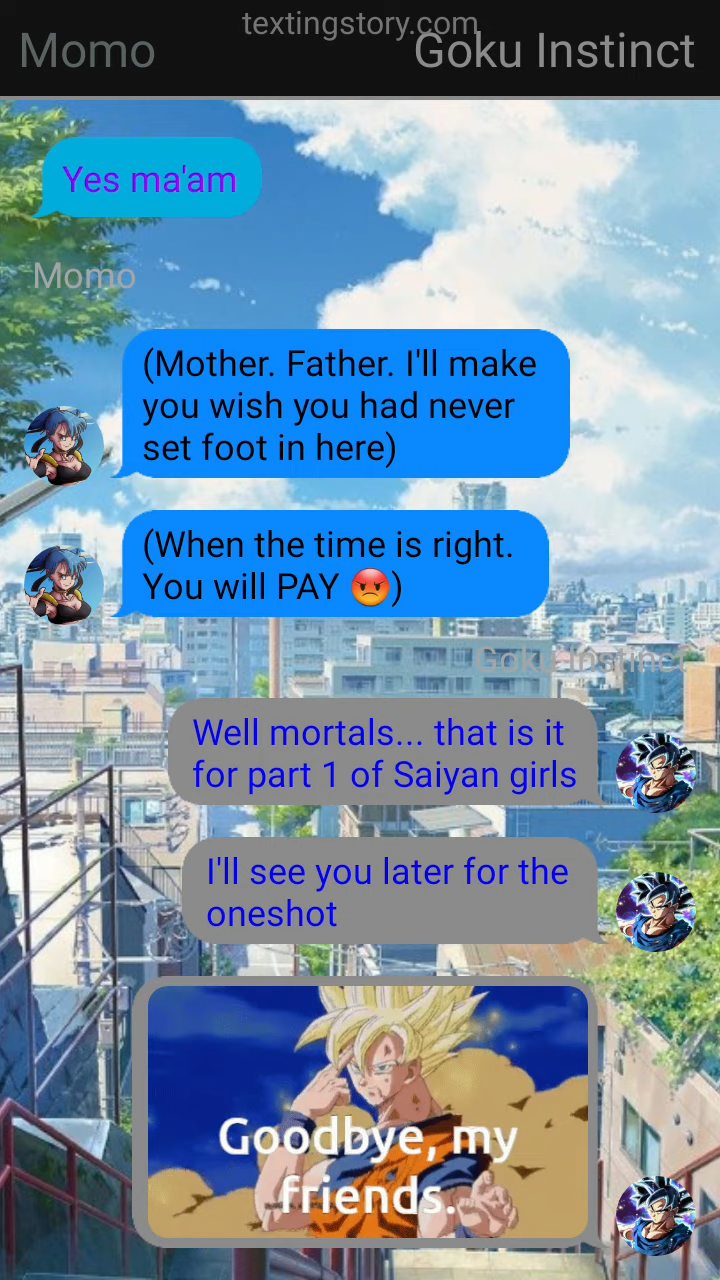 textingstory.com
Momo
Goku Instinct
Yes ma'am
Momo
(Mother. Father. I'll make
you wish you had never
set foot in here)
(When the time is right.
You will PAY 😡)
Goku Instinct
Well mortals... that is it
for part 1 of Saiyan girls
I'll see you later for the
oneshot
Goodbye, my
friends.